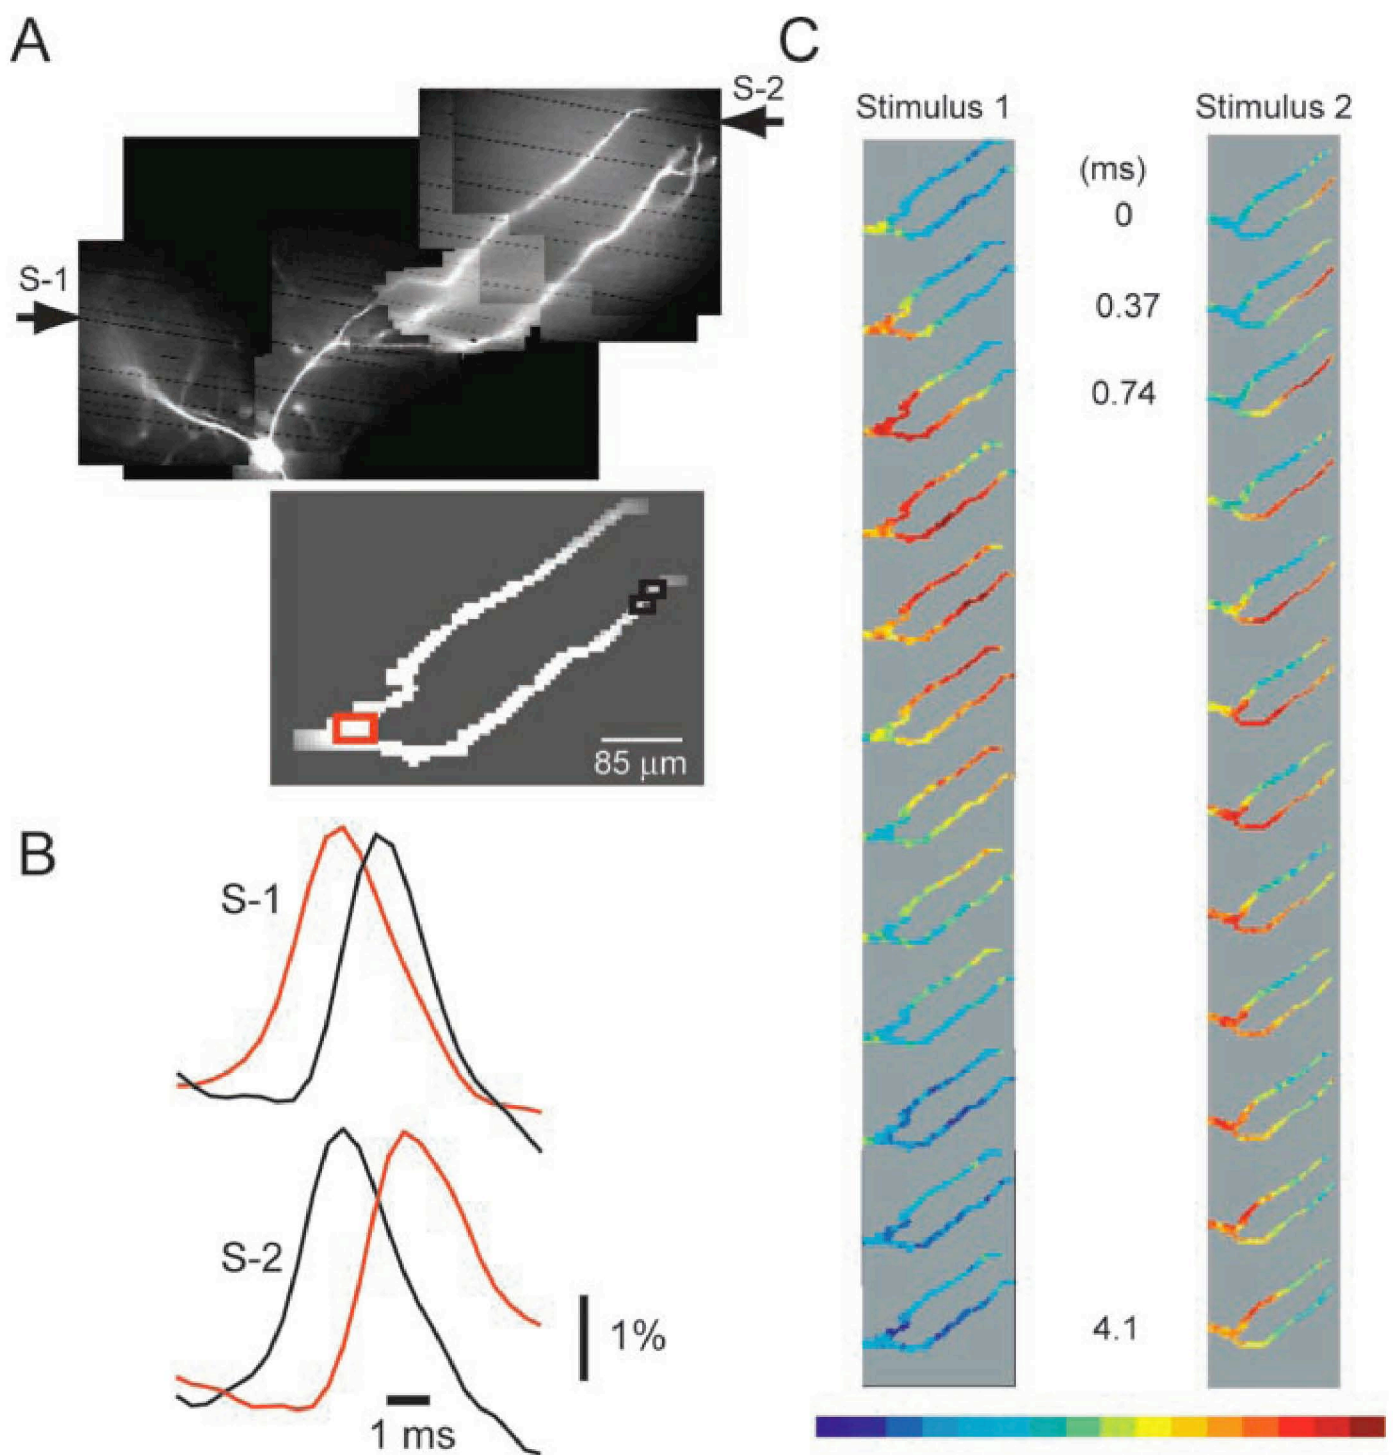 A
S-1
S-2
85 μm
B
S-1
S-2
1%
1 ms
C
Stimulus 1
Stimulus 2
(ms)
0
0.37
0.74
4.1